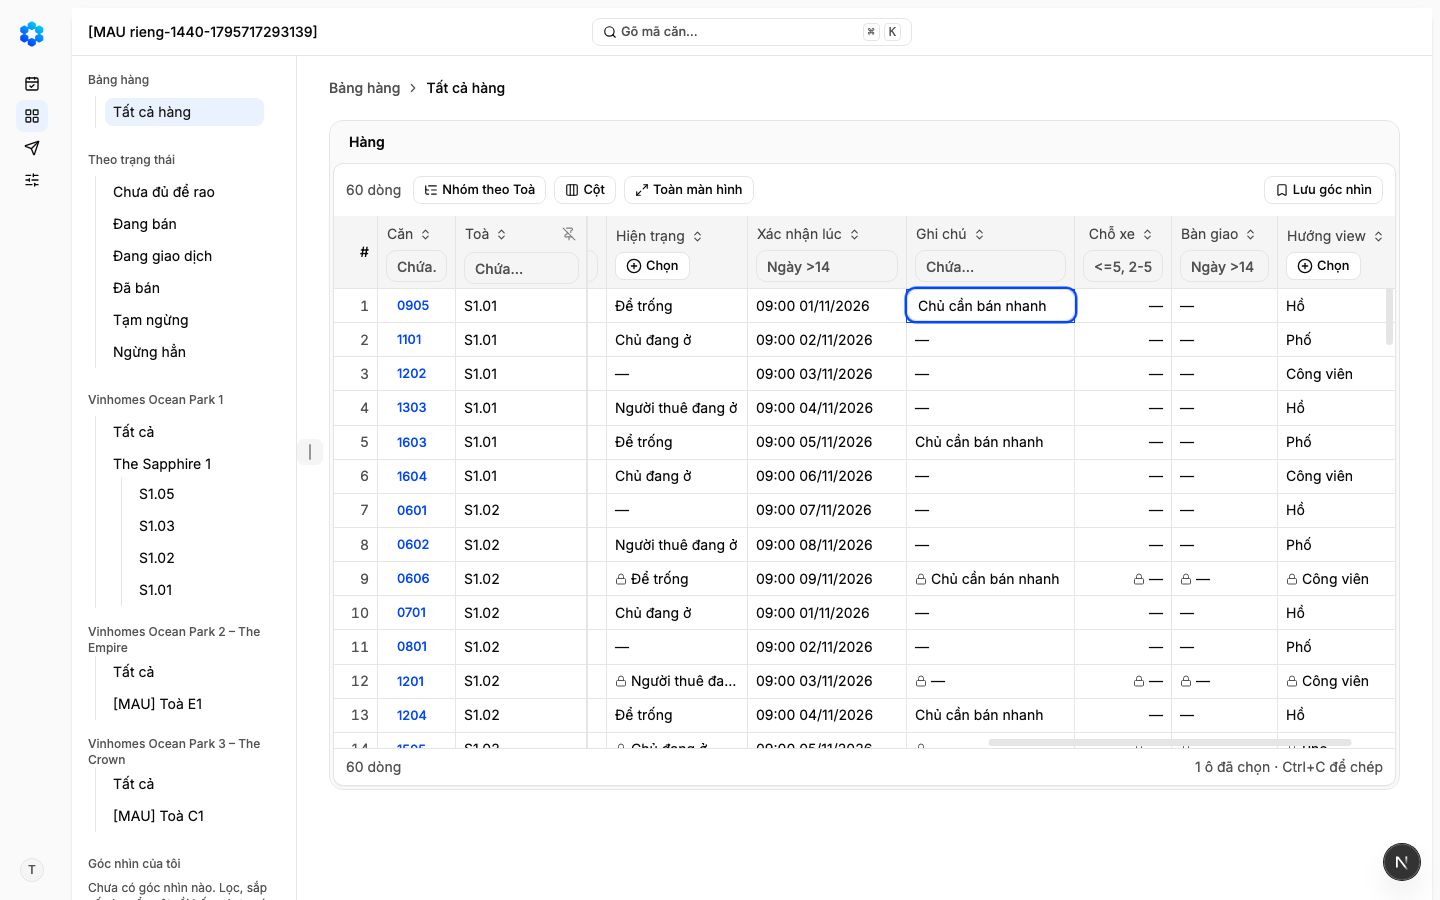 [MAU rieng-1440-1795717293139]
Gõ mã căn... ⌘ K
Bảng hàng
Tất cả hàng
Theo trạng thái
Chưa đủ để rao
Đang bán
Đang giao dịch
Đã bán
Tạm ngừng
Ngừng hẳn
Vinhomes Ocean Park 1
Tất cả
The Sapphire 1
S1.05
S1.03
S1.02
S1.01
Vinhomes Ocean Park 2 – The
Empire
Tất cả
[MAU] Toà E1
Vinhomes Ocean Park 3 – The
Crown
Tất cả
[MAU] Toà C1
Góc nhìn của tôi
Chưa có góc nhìn nào. Lọc, sắp
T
Bảng hàng > Tất cả hàng
Hàng
60 dòng Nhóm theo Toà Cột Toàn màn hình Lưu góc nhìn
# Căn Toà Hiện trạng Xác nhận lúc Ghi chú Chỗ xe Bàn giao Hướng view
Chứa. Chứa... Chọn Ngày >14 Chứa... <=5, 2-5 Ngày >14 Chọn
1 0905 S1.01 Để trống 09:00 01/11/2026 Chủ cần bán nhanh — — Hồ
2 1101 S1.01 Chủ đang ở 09:00 02/11/2026 — — — Phố
3 1202 S1.01 — 09:00 03/11/2026 — — — Công viên
4 1303 S1.01 Người thuê đang ở 09:00 04/11/2026 — — — Hồ
5 1603 S1.01 Để trống 09:00 05/11/2026 Chủ cần bán nhanh — — Phố
6 1604 S1.01 Chủ đang ở 09:00 06/11/2026 — — — Công viên
7 0601 S1.02 — 09:00 07/11/2026 — — — Hồ
8 0602 S1.02 Người thuê đang ở 09:00 08/11/2026 — — — Phố
9 0606 S1.02 Để trống 09:00 09/11/2026 Chủ cần bán nhanh — — Công viên
10 0701 S1.02 Chủ đang ở 09:00 01/11/2026 — — — Hồ
11 0801 S1.02 — 09:00 02/11/2026 — — — Phố
12 1201 S1.02 Người thuê đa... 09:00 03/11/2026 — — — Công viên
13 1204 S1.02 Để trống 09:00 04/11/2026 Chủ cần bán nhanh — — Hồ
14 1505 S1.02 Chủ đang ở 09:00 05/11/2026
60 dòng 1 ô đã chọn · Ctrl+C để chép
N